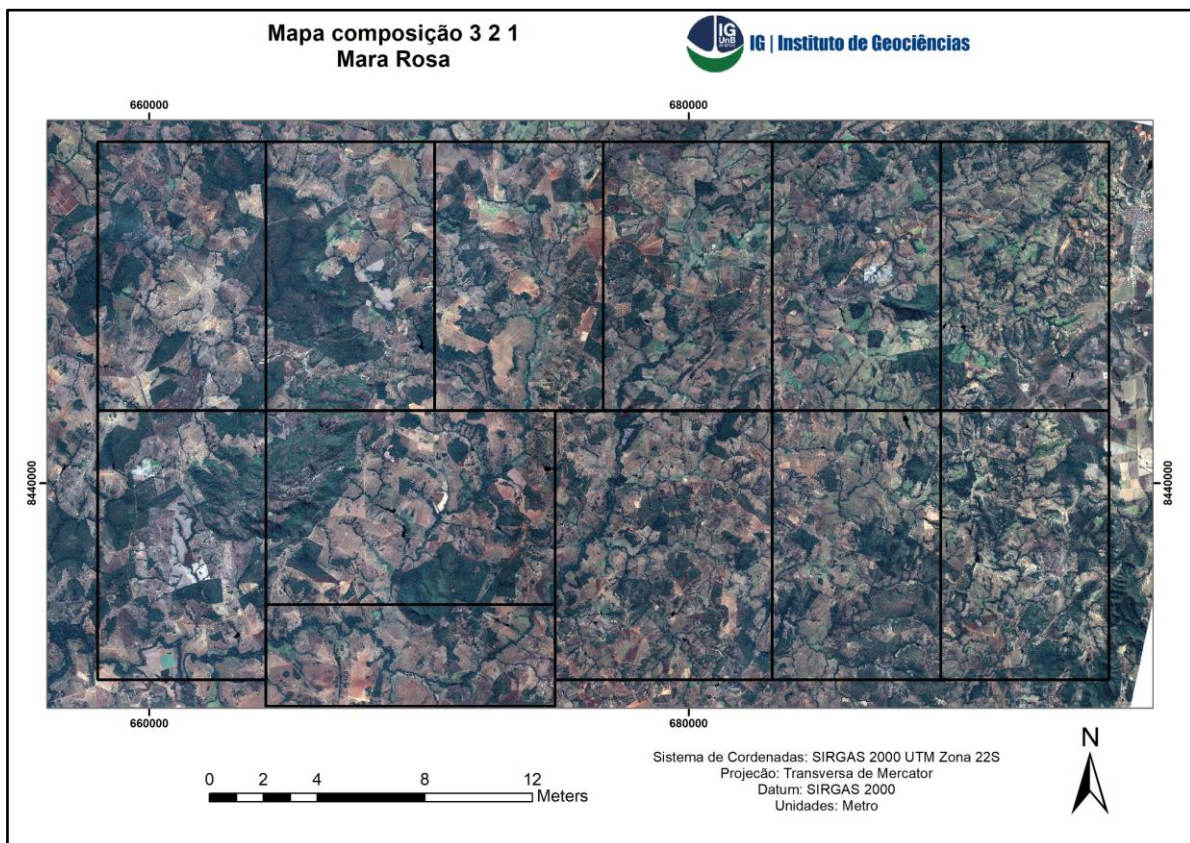 Mapa composição 3 2 1
Mara Rosa
IG
UnB
IG | Instituto de Geociências
660000
680000
8440000
8440000
660000
680000
0 2 4 8 12
Meters
Sistema de Cordenadas: SIRGAS 2000 UTM Zona 22S
Projecão: Transversa de Mercator
Datum: SIRGAS 2000
Unidades: Metro
N